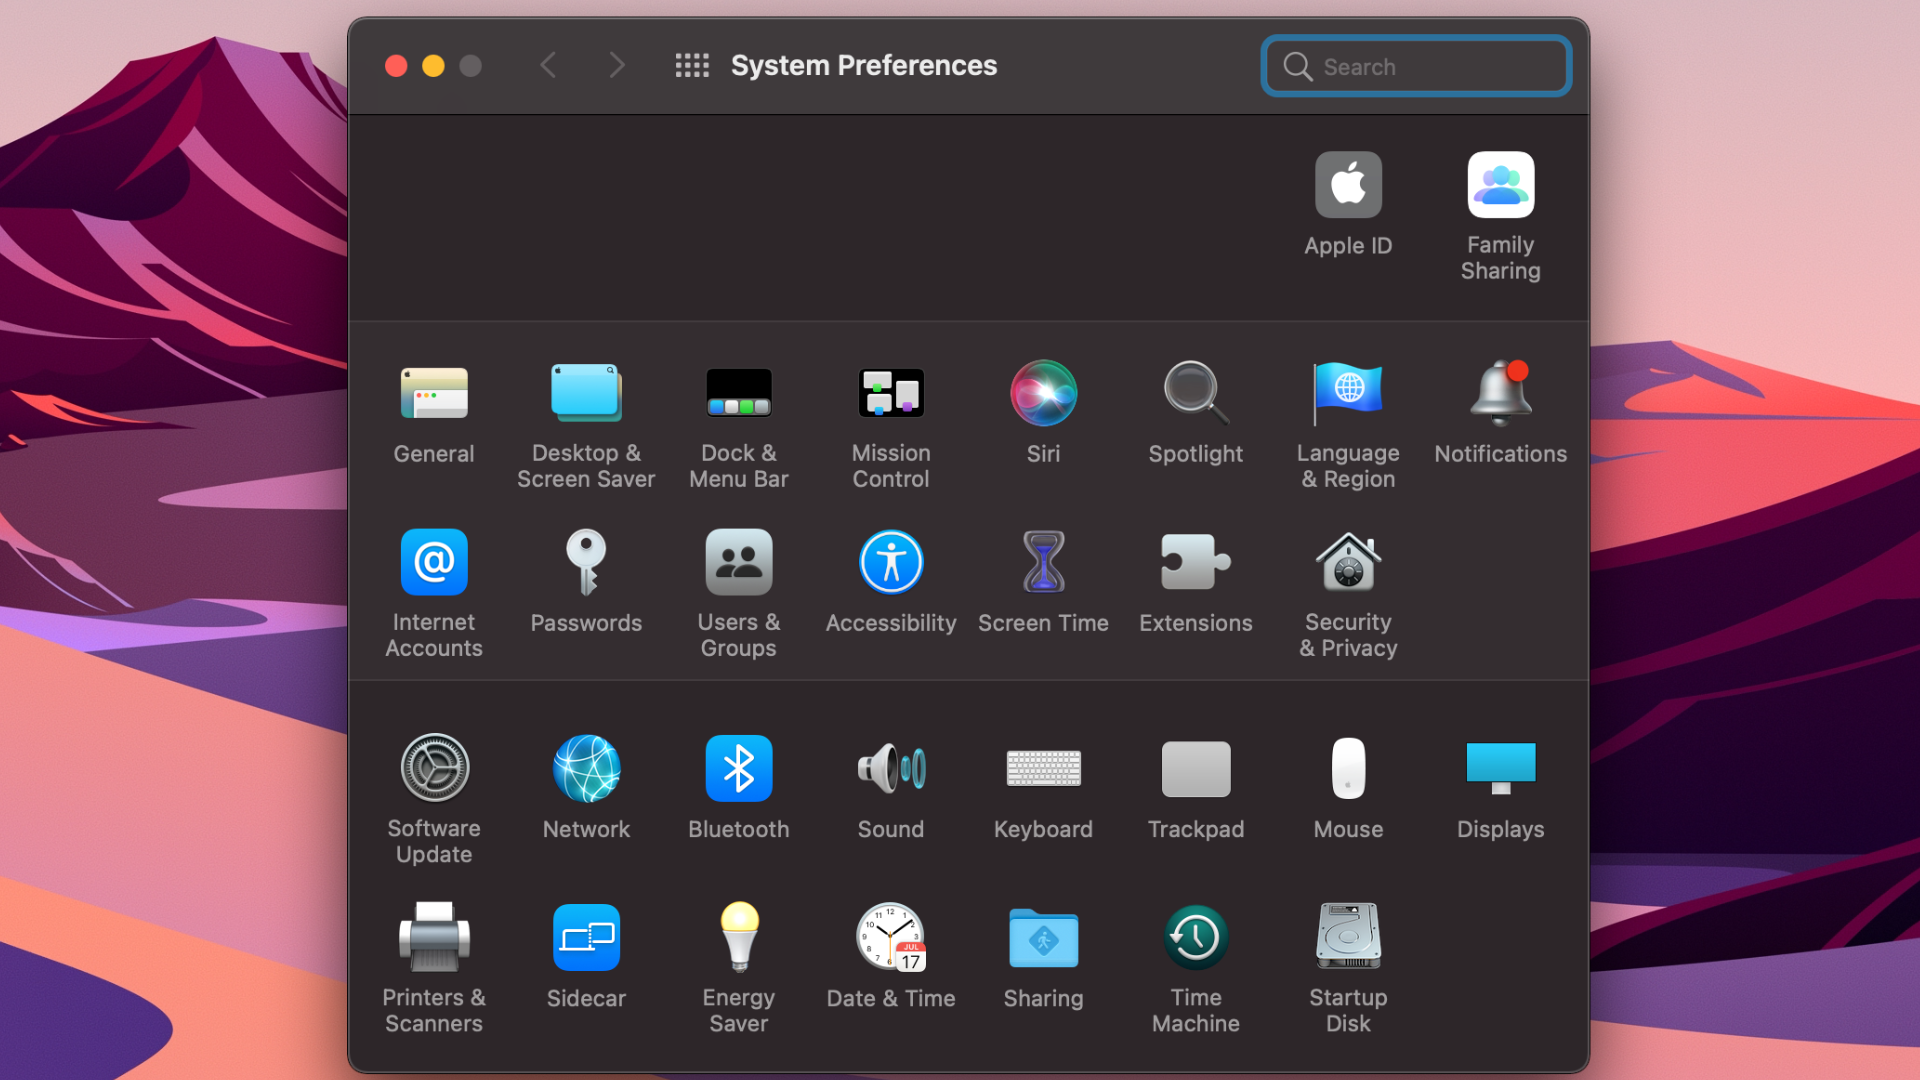 System Preferences
Search
Apple ID
Family
Sharing
General
Desktop &
Screen Saver
Dock &
Menu Bar
Mission
Control
Siri
Spotlight
Language
& Region
Notifications
Internet
Accounts
Passwords
Users &
Groups
Accessibility
Screen Time
Extensions
Security
& Privacy
Software
Update
Network
Bluetooth
Sound
Keyboard
Trackpad
Mouse
Displays
Printers &
Scanners
Sidecar
Energy
Saver
JUL
17
Date & Time
Sharing
Time
Machine
Startup
Disk